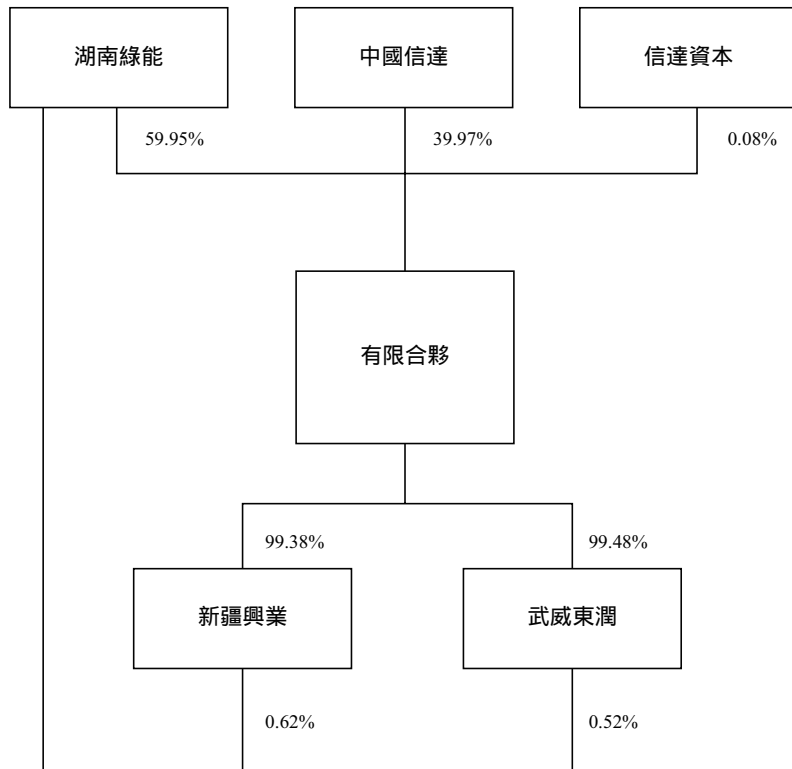 湖南綠能
中國信達
信達資本
59.95%
39.97%
0.08%
有限合夥
99.38%
99.48%
新疆興業
武威東潤
0.62%
0.52%